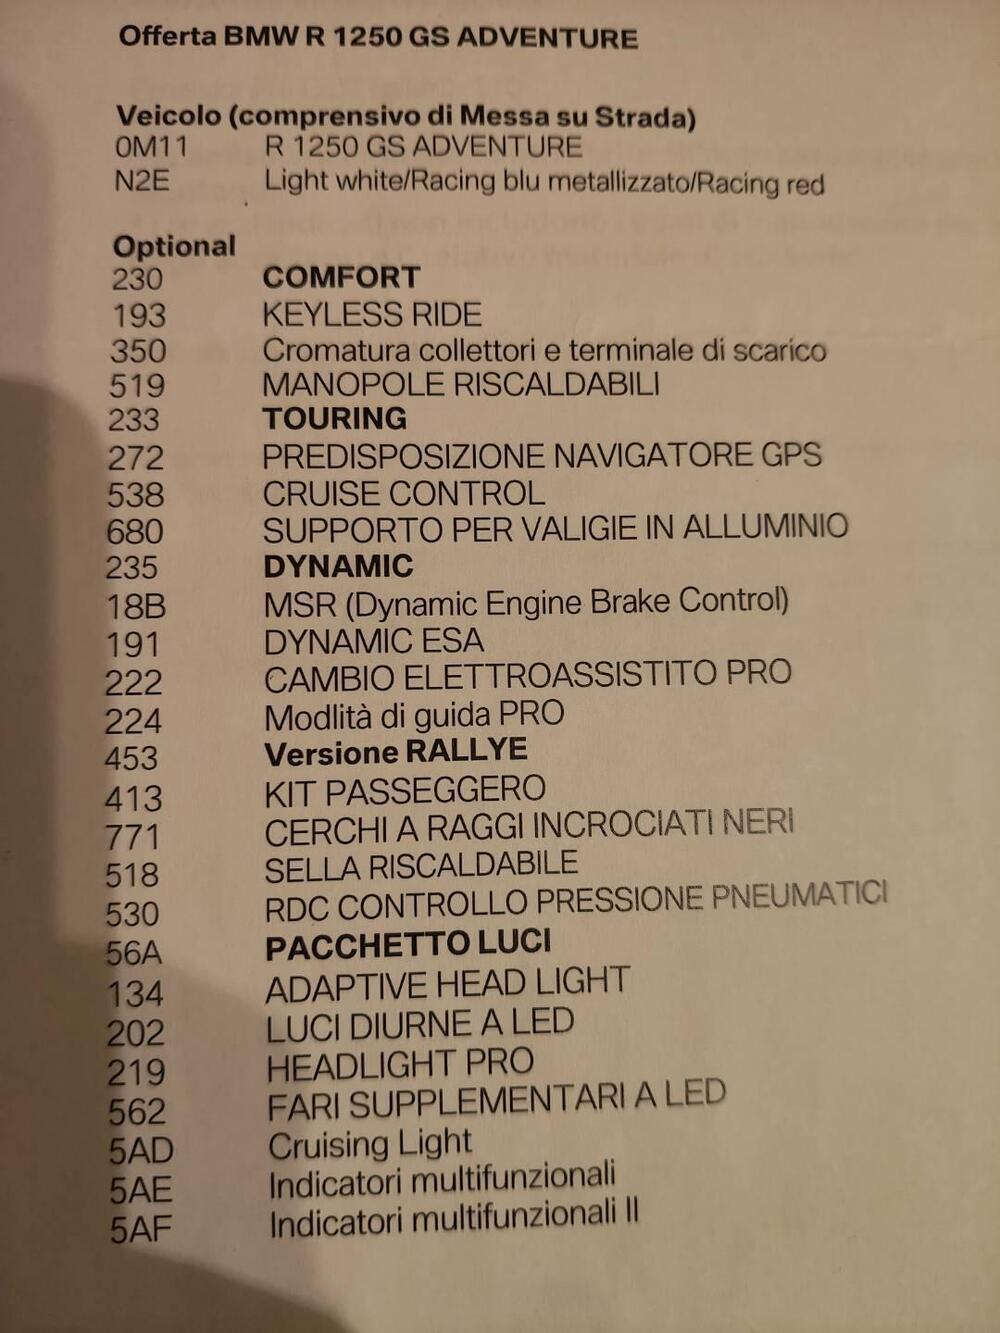 Offerta BMW R 1250 GS ADVENTURE
Veicolo (comprensivo di Messa su Strada)
0M11 R 1250 GS ADVENTURE
N2E Light white/Racing blu metallizzato/Racing red
Optional
230 COMFORT
193 KEYLESS RIDE
350 Cromatura collettori e terminale di scarico
519 MANOPOLE RISCALDABILI
233 TOURING
272 PREDISPOSIZIONE NAVIGATORE GPS
538 CRUISE CONTROL
680 SUPPORTO PER VALIGIE IN ALLUMINIO
235 DYNAMIC
18B MSR (Dynamic Engine Brake Control)
191 DYNAMIC ESA
222 CAMBIO ELETTROASSISTITO PRO
224 Modlità di guida PRO
453 Versione RALLYE
413 KIT PASSEGGERO
771 CERCHI A RAGGI INCROCIATI NERI
518 SELLA RISCALDABILE
530 RDC CONTROLLO PRESSIONE PNEUMATICI
56A PACCHETTO LUCI
134 ADAPTIVE HEAD LIGHT
202 LUCI DIURNE A LED
219 HEADLIGHT PRO
562 FARI SUPPLEMENTARI A LED
5AD Cruising Light
5AE Indicatori multifunzionali
5AF Indicatori multifunzionali II